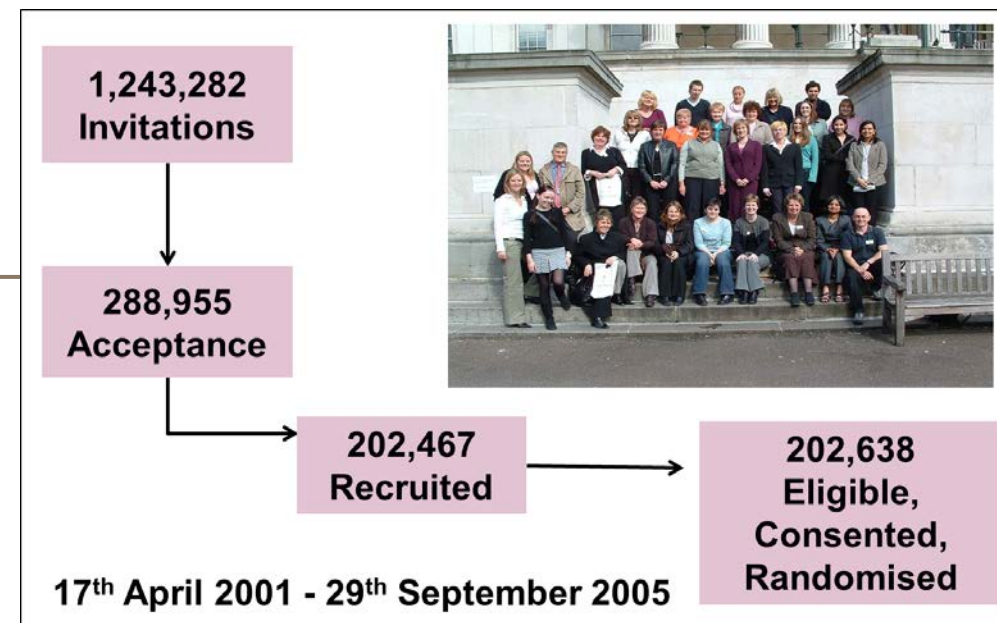 1,243,282
Invitations
288,955
Acceptance
202,467
Recruited
202,638
Eligible,
Consented,
Randomised
17th April 2001 - 29th September 2005